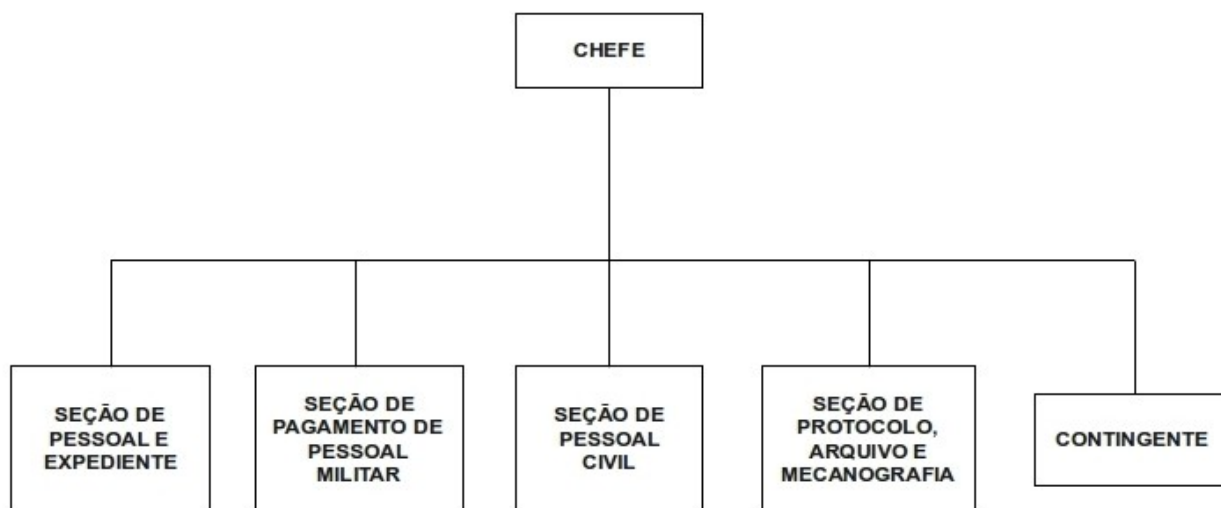 CHEFE
SEÇÃO DE
PESSOAL E
EXPEDIENTE
SEÇÃO DE
PAGAMENTO DE
PESSOAL
MILITAR
SEÇÃO DE
PESSOAL
CIVIL
SEÇÃO DE
PROTOCOLO,
ARQUIVO E
MECANOGRAFIA
CONTINGENTE